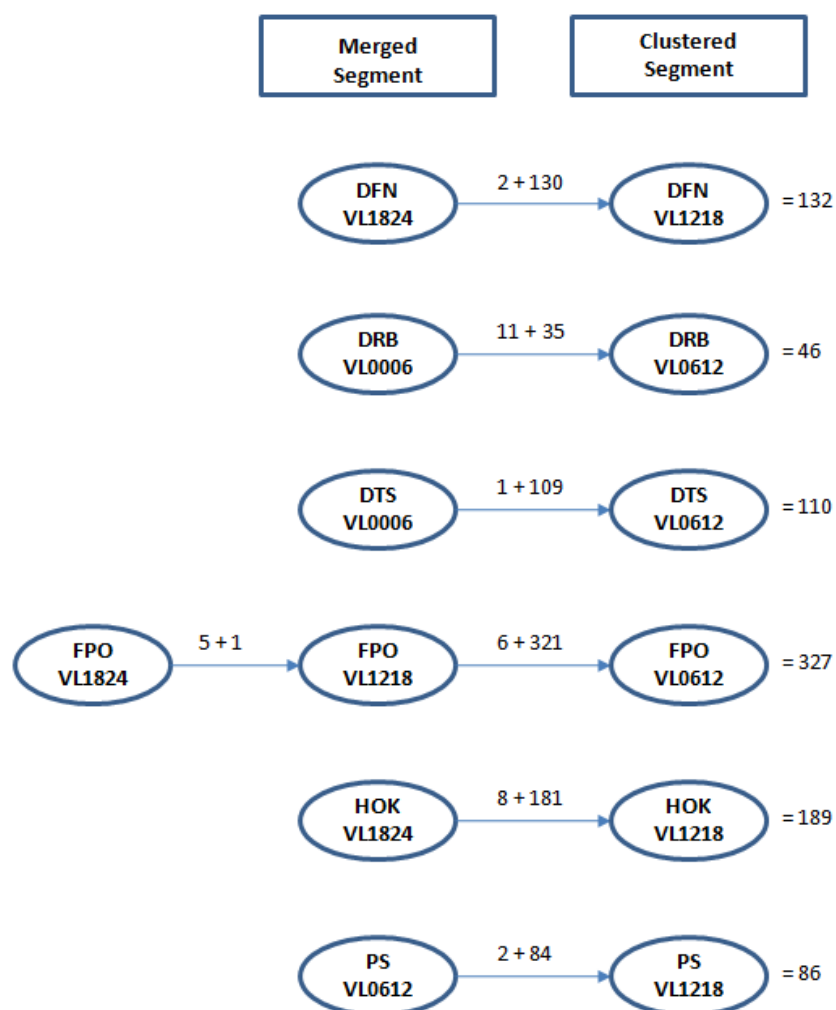 Merged
Segment
Clustered
Segment
DFN
VL1824
2 + 130
DFN
VL1218
= 132
DRB
VL0006
11 + 35
DRB
VL0612
= 46
DTS
VL0006
1 + 109
DTS
VL0612
= 110
FPO
VL1824
5 + 1
FPO
VL1218
6 + 321
FPO
VL0612
= 327
HOK
VL1824
8 + 181
HOK
VL1218
= 189
PS
VL0612
2 + 84
PS
VL1218
= 86